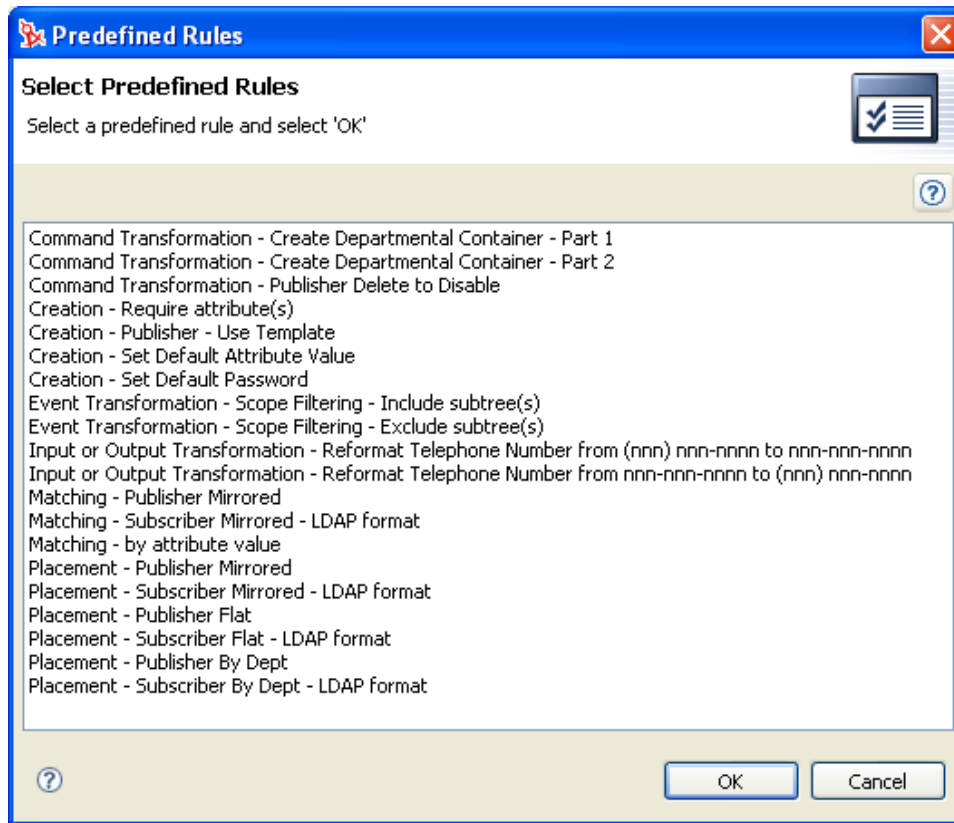 Predefined Rules
Select Predefined Rules
Select a predefined rule and select 'OK'
Command Transformation - Create Departmental Container - Part 1
Command Transformation - Create Departmental Container - Part 2
Command Transformation - Publisher Delete to Disable
Creation - Require attribute(s)
Creation - Publisher - Use Template
Creation - Set Default Attribute Value
Creation - Set Default Password
Event Transformation - Scope Filtering - Include subtree(s)
Event Transformation - Scope Filtering - Exclude subtree(s)
Input or Output Transformation - Reformat Telephone Number from (nnn) nnn-nnnn to nnn-nnn-nnnn
Input or Output Transformation - Reformat Telephone Number from nnn-nnn-nnnn to (nnn) nnn-nnnn
Matching - Publisher Mirrored
Matching - Subscriber Mirrored - LDAP format
Matching - by attribute value
Placement - Publisher Mirrored
Placement - Subscriber Mirrored - LDAP format
Placement - Publisher Flat
Placement - Subscriber Flat - LDAP format
Placement - Publisher By Dept
Placement - Subscriber By Dept - LDAP format
OK
Cancel